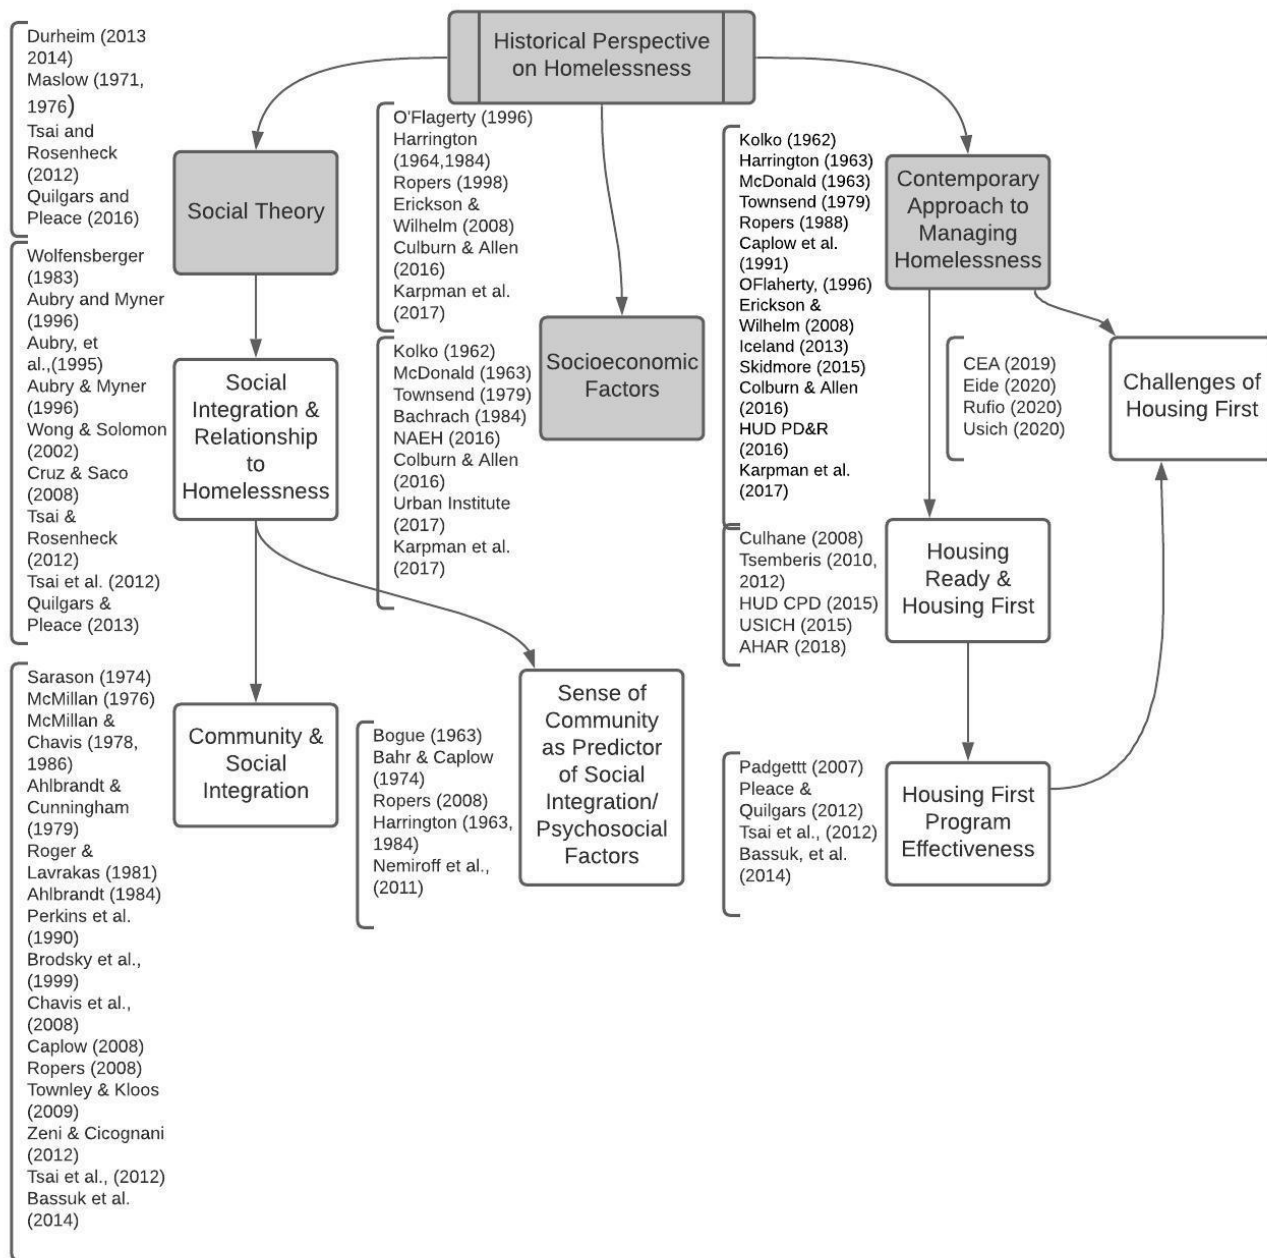 Historical Perspective
on Homelessness
Durheim (2013
2014)
Maslow (1971,
1976)
Tsai and
Rosenheck
(2012)
Quilgars and
Pleace (2016)
Social Theory
O'Flagerty (1996)
Harrington
(1964,1984)
Ropers (1998)
Erickson &
Wilhelm (2008)
Culburn & Allen
(2016)
Karpman et al.
(2017)
Kolko (1962)
McDonald (1963)
Townsend (1979)
Bachrach (1984)
NAEH (2016)
Colburn & Allen
(2016)
Urban Institute
(2017)
Karpman et al.
(2017)
Socioeconomic
Factors
Kolko (1962)
Harrington (1963)
McDonald (1963)
Townsend (1979)
Ropers (1988)
Caplow et al.
(1991)
OFlaherty, (1996)
Erickson &
Wilhelm (2008)
Iceland (2013)
Skidmore (2015)
Colburn & Allen
(2016)
HUD PD&R
(2016)
Karpman et al.
(2017)
Contemporary
Approach to
Managing
Homelessness
Wolfensberger
(1983)
Aubry and Myner
(1996)
Aubry, et
al.,(1995)
Aubry & Myner
(1996)
Wong & Solomon
(2002)
Cruz & Saco
(2008)
Tsai &
Rosenheck
(2012)
Tsai et al. (2012)
Quilgars &
Pleace (2013)
Social
Integration &
Relationship
to
Homelessness
CEA (2019)
Eide (2020)
Rufio (2020)
Usich (2020)
Challenges of
Housing First
Culhane (2008)
Tsemberis (2010,
2012)
HUD CPD (2015)
USICH (2015)
AHAR (2018)
Housing
Ready &
Housing First
Sarason (1974)
McMillan (1976)
McMillan &
Chavis (1978,
1986)
Ahlbrandt &
Cunningham
(1979)
Roger &
Lavrakas (1981)
Ahlbrandt (1984)
Perkins et al.
(1990)
Brodsky et al.,
(1999)
Chavis et al.,
(2008)
Caplow (2008)
Ropers (2008)
Townley & Kloos
(2009)
Zeni & Cicognani
(2012)
Tsai et al., (2012)
Bassuk et al.
(2014)
Community &
Social
Integration
Bogue (1963)
Bahr & Caplow
(1974)
Ropers (2008)
Harrington (1963,
1984)
Nemiroff et al.,
(2011)
Sense of
Community
as Predictor
of Social
Integration/
Psychosocial
Factors
Padgettt (2007)
Pleace &
Quilgars (2012)
Tsai et al., (2012)
Bassuk, et al.
(2014)
Housing First
Program
Effectiveness